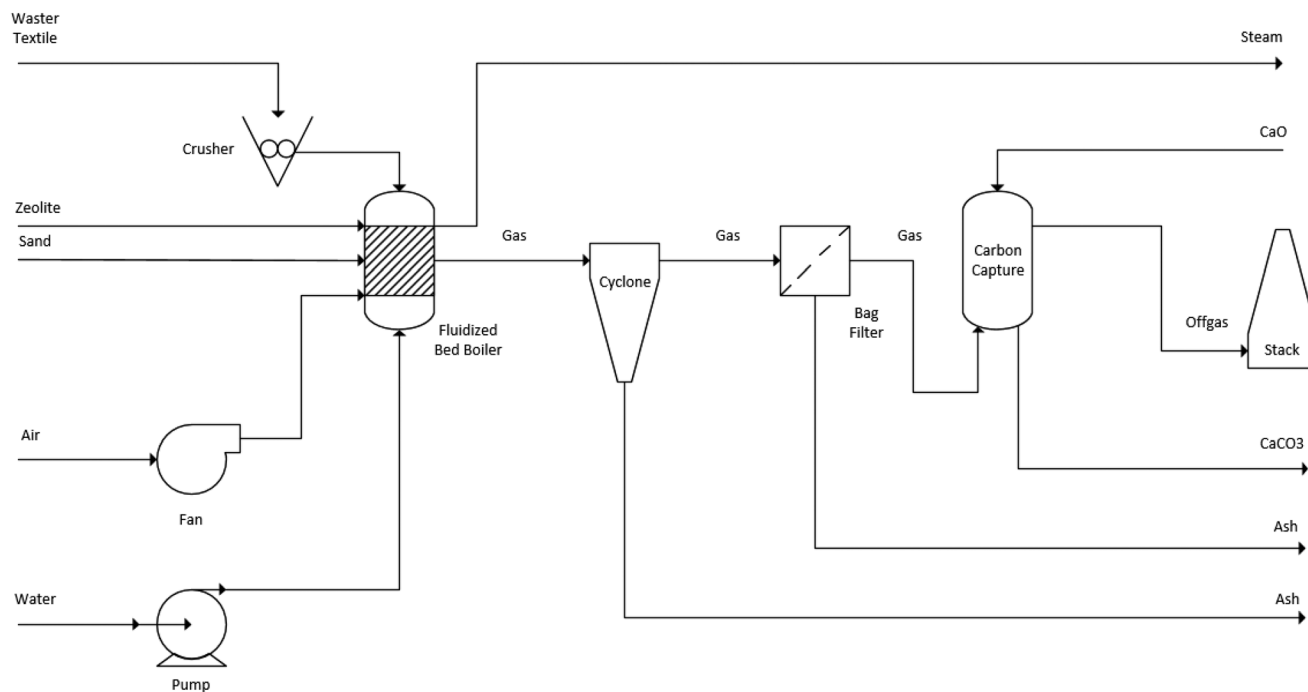 Waster
Textile
Steam
CaO
Crusher
Zeolite
Sand
Gas
Gas
Gas
Carbon
Capture
Cyclone
Bag
Filter
Fluidized
Bed Boiler
Offgas
Stack
Air
CaCO3
Fan
Ash
Water
Ash
Pump